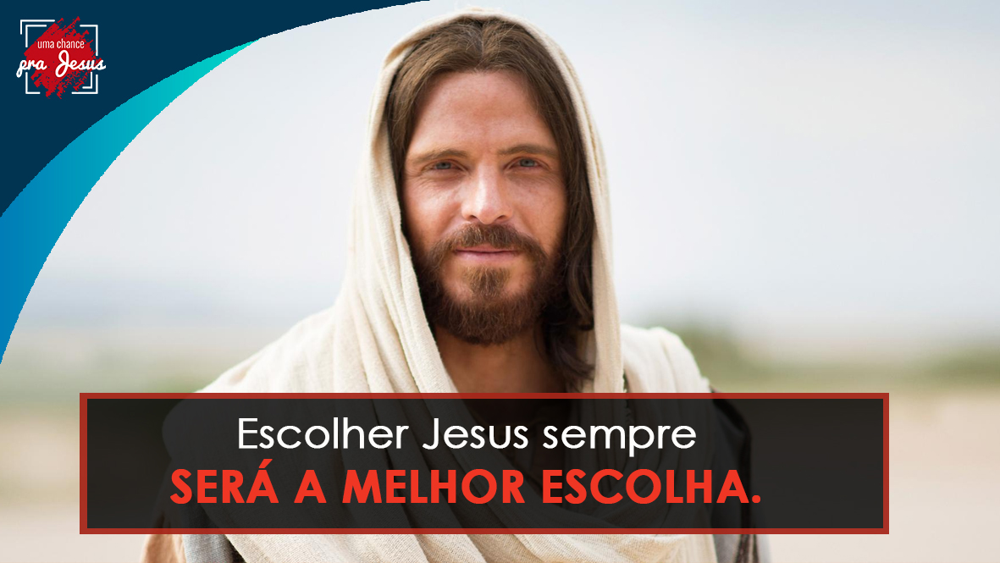 uma chance
pra Jesus
Escolher Jesus sempre
SERÁ A MELHOR ESCOLHA.